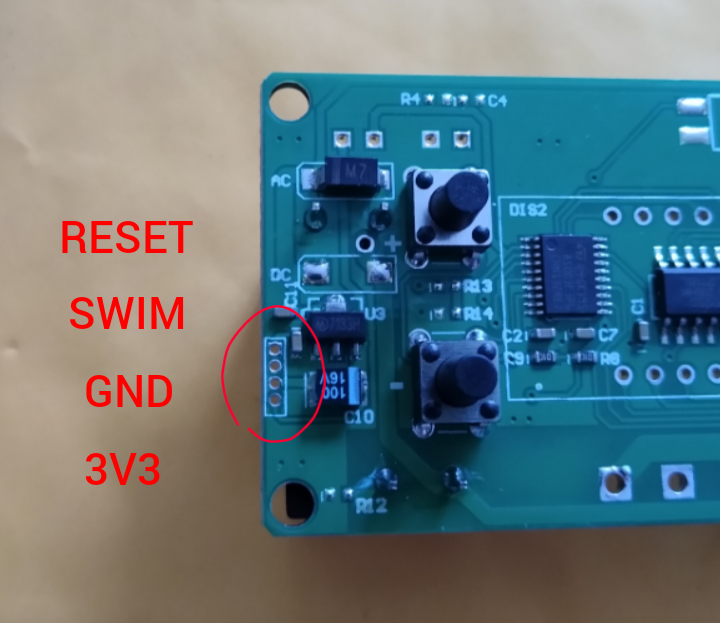 R4 C4
M7
AC
RESET
DIS2
+
DC
C11
SWIM
U3
R13
R14
C1
C2
C7
C9
R8
GND
-
100
16V
C10
3V3
R12